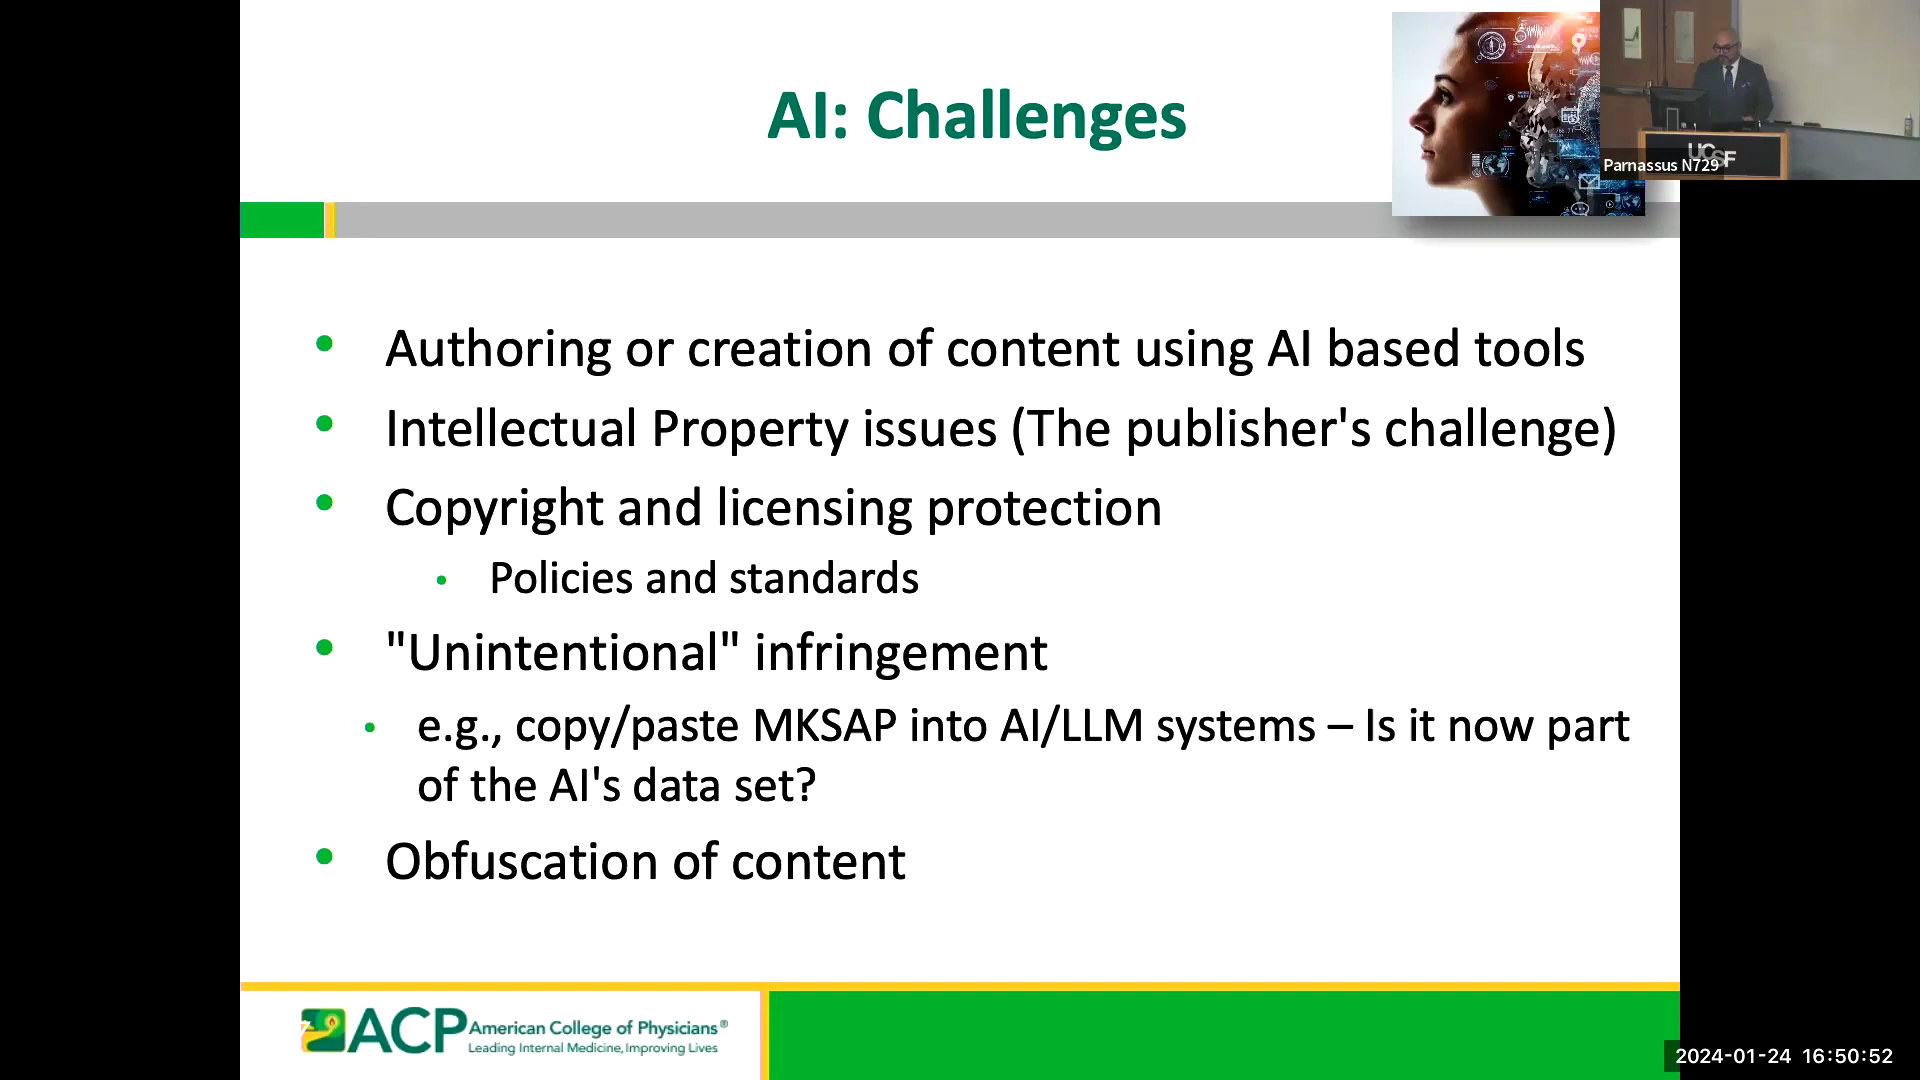 AI: Challenges
UCSF
Parnassus N729
Authoring or creation of content using AI based tools
Intellectual Property issues (The publisher's challenge)
Copyright and licensing protection
Policies and standards
"Unintentional" infringement
e.g., copy/paste MKSAP into AI/LLM systems – Is it now part
of the AI's data set?
Obfuscation of content
ACP American College of Physicians®
Leading Internal Medicine, Improving Lives
2024-01-24 16:50:52